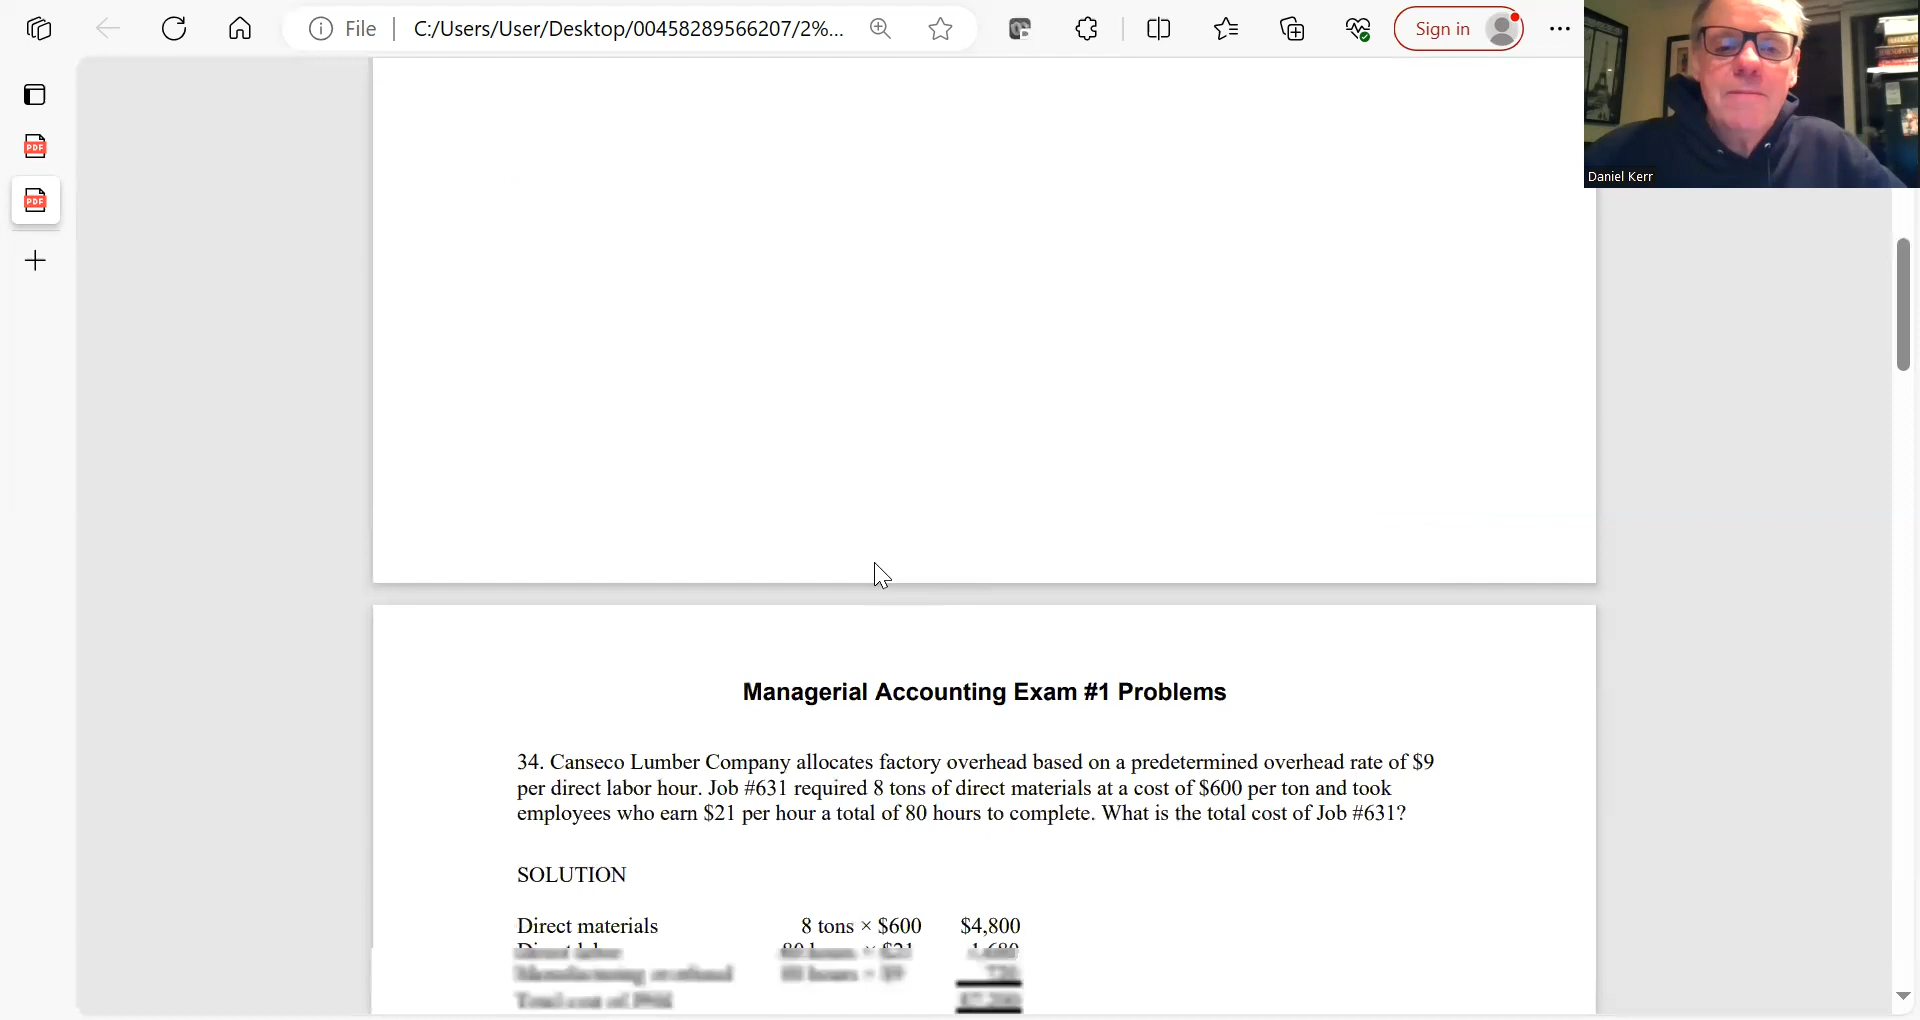 File
C:/Users/User/Desktop/00458289566207/2%...
Sign in
Daniel Kerr
PDF
PDF
Managerial Accounting Exam #1 Problems
34. Canseco Lumber Company allocates factory overhead based on a predetermined overhead rate of $9
per direct labor hour. Job #631 required 8 tons of direct materials at a cost of $600 per ton and took
employees who earn $21 per hour a total of 80 hours to complete. What is the total cost of Job #631?
SOLUTION
Direct materials 8 tons × $600 $4,800